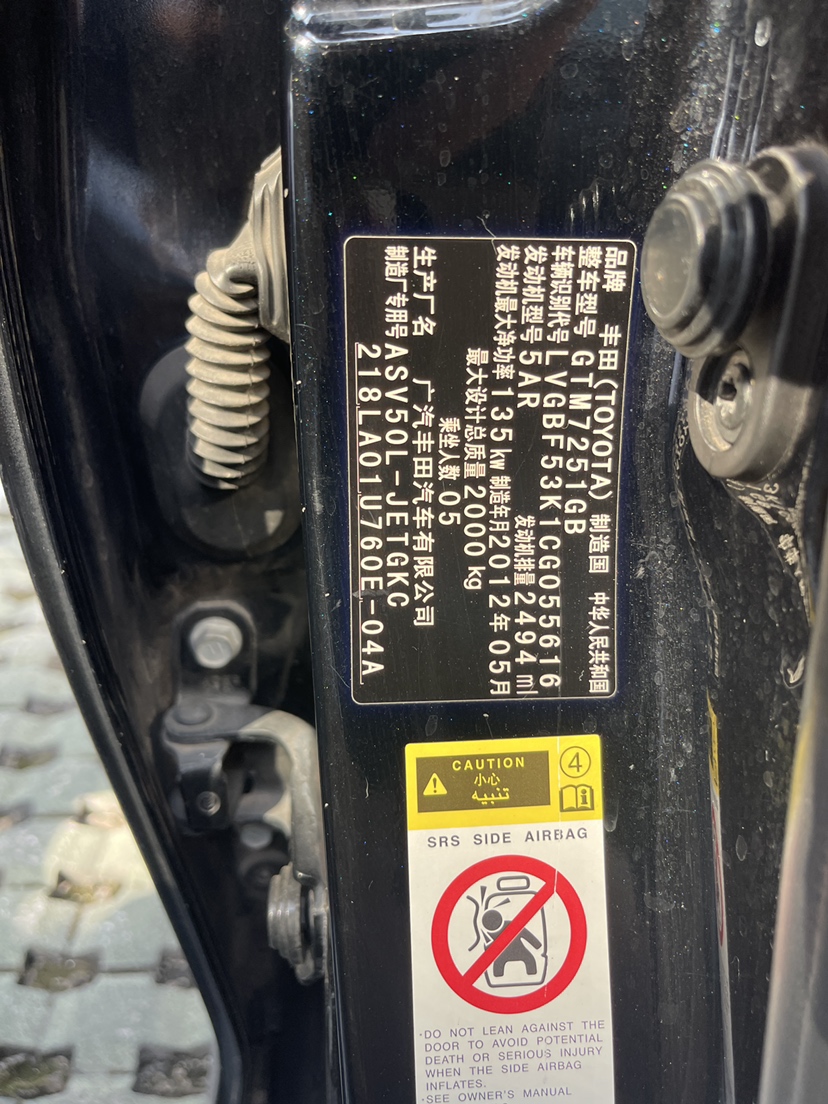 品牌 丰田(TOYOTA) 制造国 中华人民共和国
整车型号 GTM7251GB
车辆识别代号 LVGBF53K1CG055616
发动机型号 5AR 发动机排量 2494 ml
发动机最大净功率 135 kw 制造年月 2012年05月
最大设计总质量 2000 kg
乘坐人数 05
生产厂名 广汽丰田汽车有限公司
制造厂专用号 ASV50L-JETGKC
218LA01U760E-04A
CAUTION
小心
تنبيه
④
SRS SIDE AIRBAG
·DO NOT LEAN AGAINST THE
DOOR TO AVOID POTENTIAL
DEATH OR SERIOUS INJURY
WHEN THE SIDE AIRBAG
INFLATES.
·SEE OWNER'S MANUAL